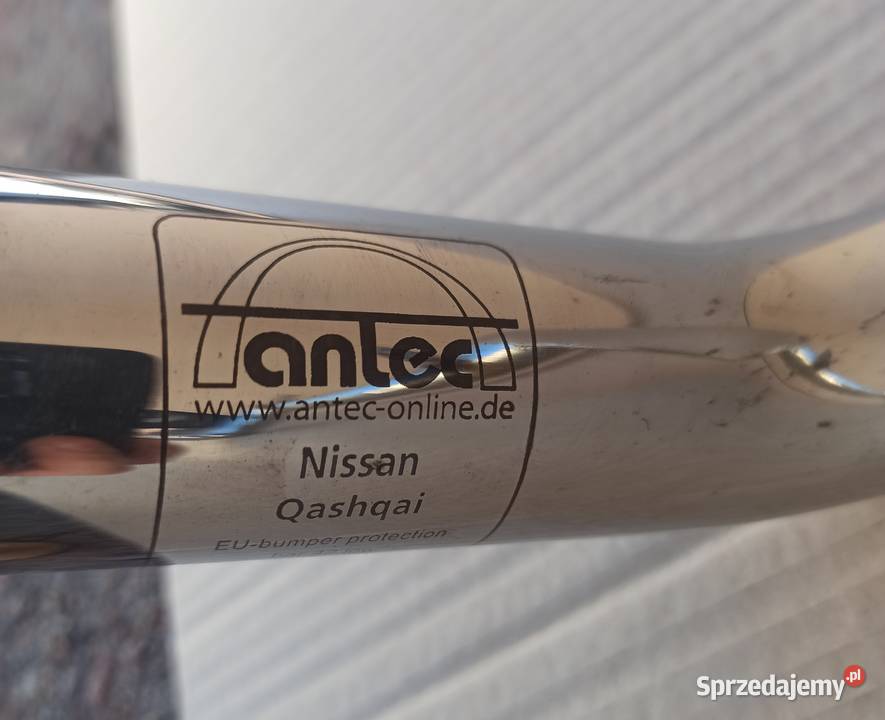 antec
www.antec-online.de
Nissan
Qashqai
EU-bumper protection
Sprzedajemy.pl